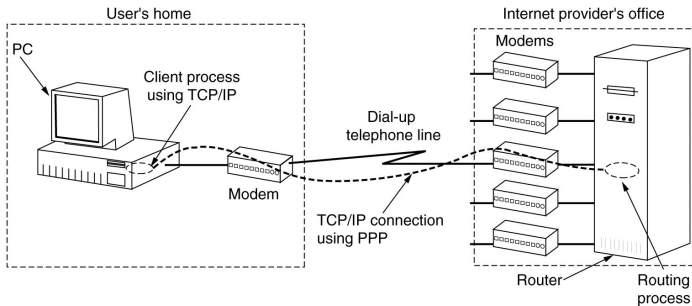 User's home
Internet provider's office
PC
Modems
Client process
using TCP/IP
Dial-up
telephone line
Modem
TCP/IP connection
using PPP
Router
Routing
process